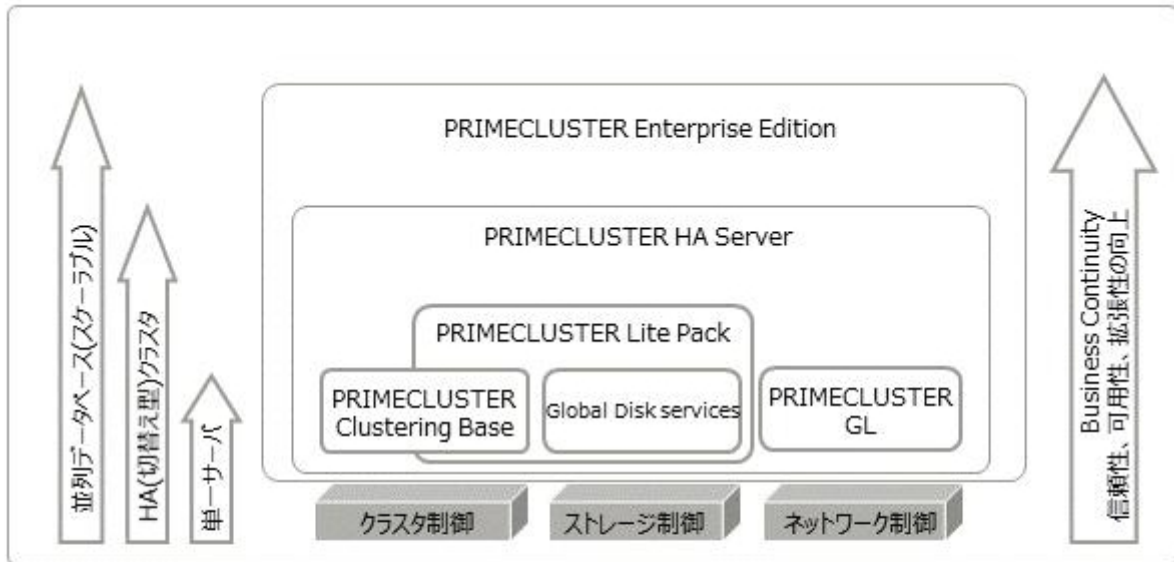 PRIMECLUSTER Enterprise Edition
PRIMECLUSTER HA Server
PRIMECLUSTER Lite Pack
PRIMECLUSTER
Clustering Base
Global Disk services
PRIMECLUSTER
GL
クラスタ制御
ストレージ制御
ネットワーク制御
並列データベース(スケーラブル)
HA(切替え型)クラスタ
単一サーバ
Business Continuity
信頼性、可用性、拡張性の向上